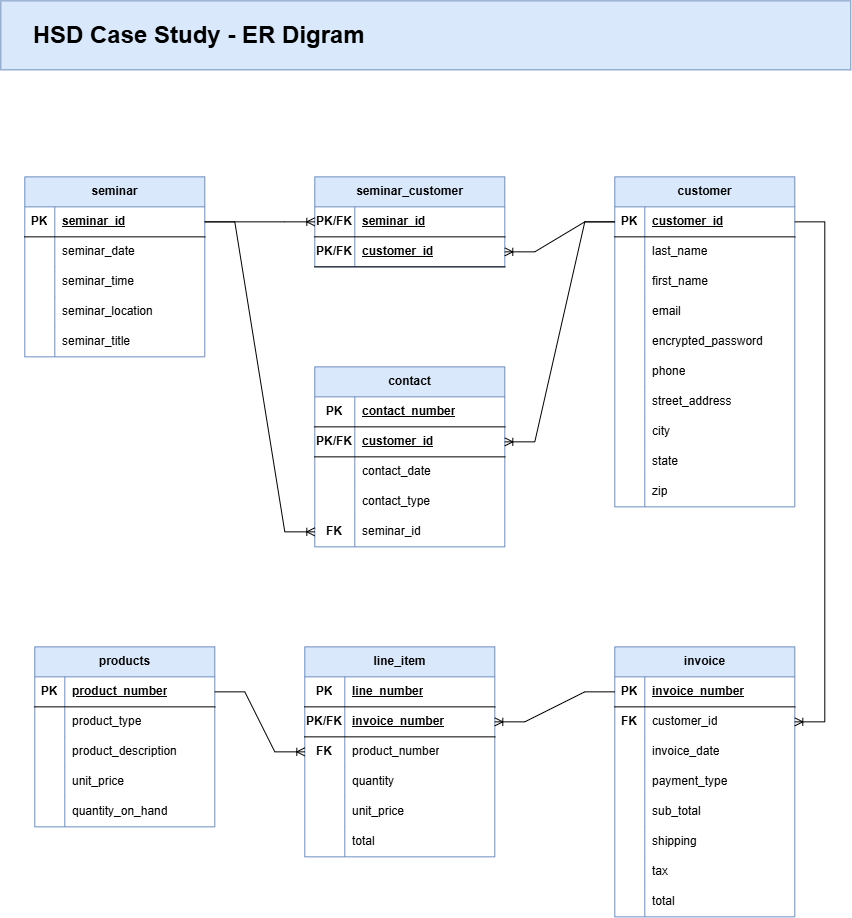 HSD Case Study - ER Digram
seminar
PK seminar_id
seminar_date
seminar_time
seminar_location
seminar_title
seminar_customer
PK/FK seminar_id
PK/FK customer_id
customer
PK customer_id
last_name
first_name
email
encrypted_password
phone
street_address
city
state
zip
contact
PK contact_number
PK/FK customer_id
contact_date
contact_type
FK seminar_id
products
PK product_number
product_type
product_description
unit_price
quantity_on_hand
line_item
PK line_number
PK/FK invoice_number
FK product_number
quantity
unit_price
total
invoice
PK invoice_number
FK customer_id
invoice_date
payment_type
sub_total
shipping
tax
total